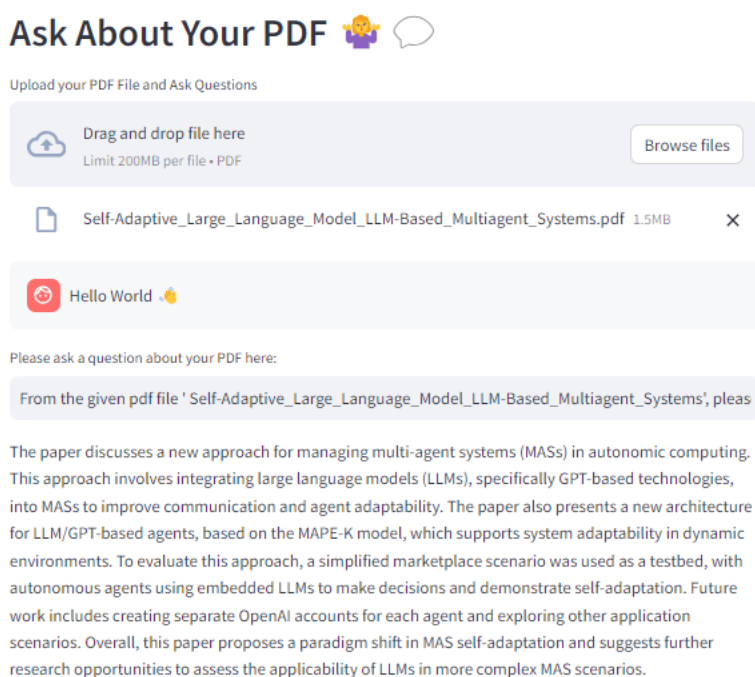 Ask About Your PDF 🤷‍♀️ 💬
Upload your PDF File and Ask Questions
Drag and drop file here
Limit 200MB per file • PDF
Browse files
Self-Adaptive_Large_Language_Model_LLM-Based_Multiagent_Systems.pdf 1.5MB
Hello World 👋
Please ask a question about your PDF here:
From the given pdf file ' Self-Adaptive_Large_Language_Model_LLM-Based_Multiagent_Systems', pleas
The paper discusses a new approach for managing multi-agent systems (MASs) in autonomic computing.
This approach involves integrating large language models (LLMs), specifically GPT-based technologies,
into MASs to improve communication and agent adaptability. The paper also presents a new architecture
for LLM/GPT-based agents, based on the MAPE-K model, which supports system adaptability in dynamic
environments. To evaluate this approach, a simplified marketplace scenario was used as a testbed, with
autonomous agents using embedded LLMs to make decisions and demonstrate self-adaptation. Future
work includes creating separate OpenAI accounts for each agent and exploring other application
scenarios. Overall, this paper proposes a paradigm shift in MAS self-adaptation and suggests further
research opportunities to assess the applicability of LLMs in more complex MAS scenarios.